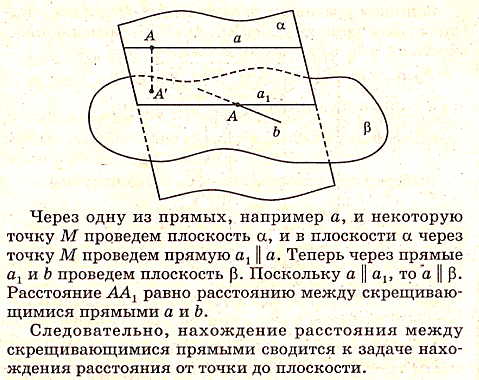 α
A a
A' a₁
A b β
Через одну из прямых, например a, и некоторую
точку M проведем плоскость α, и в плоскости α через
точку M проведем прямую a₁ ∥ a. Теперь через прямые
a₁ и b проведем плоскость β. Поскольку a ∥ a₁, то a ∥ β.
Расстояние AA₁ равно расстоянию между скрещиваю-
щимися прямыми a и b.
Следовательно, нахождение расстояния между
скрещивающимися прямыми сводится к задаче нахо-
ждения расстояния от точки до плоскости.